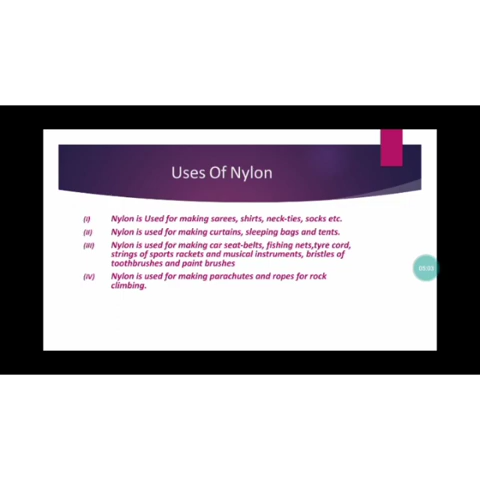 Uses Of Nylon
(i) Nylon is Used for making sarees, shirts, neck-ties, socks etc.
(ii) Nylon is used for making curtains, sleeping bags and tents.
(iii) Nylon is used for making car seat-belts, fishing nets,tyre cord,
strings of sports rackets and musical instruments, bristles of
toothbrushes and paint brushes
(iv) Nylon is used for making parachutes and ropes for rock
climbing.